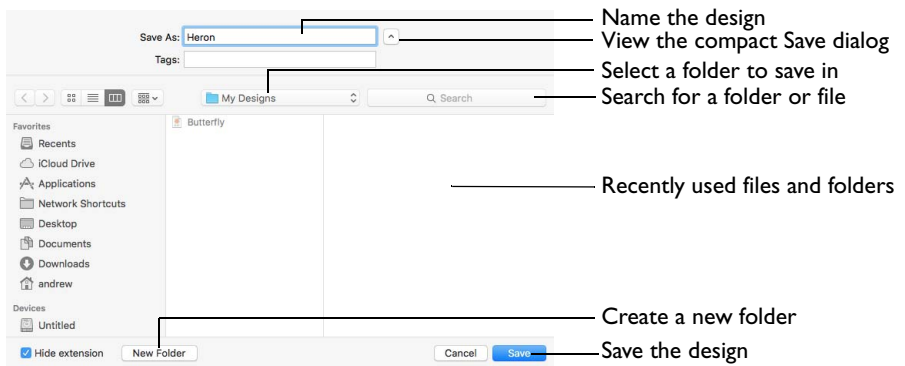 Name the design
Save As: Heron
View the compact Save dialog
Tags:
Select a folder to save in
My Designs
Search
Search for a folder or file
Favorites
Butterfly
Recents
iCloud Drive
Applications
Recently used files and folders
Network Shortcuts
Desktop
Documents
Downloads
andrew
Devices
Create a new folder
Untitled
Hide extension
New Folder
Cancel
Save
Save the design